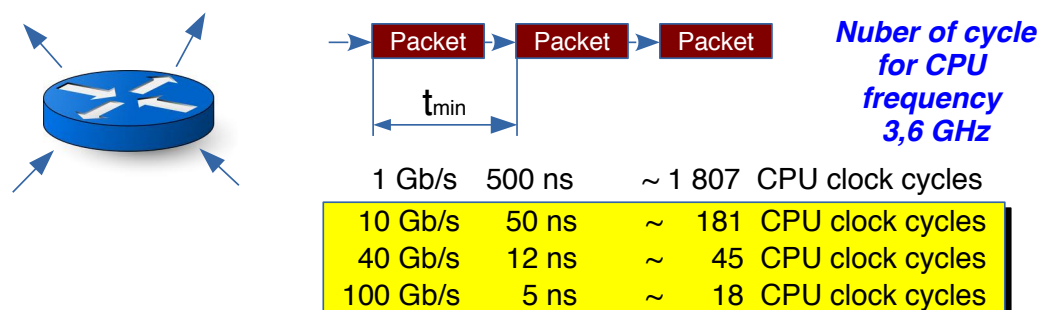 Packet Packet Packet
Nuber of cycle
for CPU
frequency
3,6 GHz
tmin
1 Gb/s 500 ns ~ 1 807 CPU clock cycles
10 Gb/s 50 ns ~ 181 CPU clock cycles
40 Gb/s 12 ns ~ 45 CPU clock cycles
100 Gb/s 5 ns ~ 18 CPU clock cycles